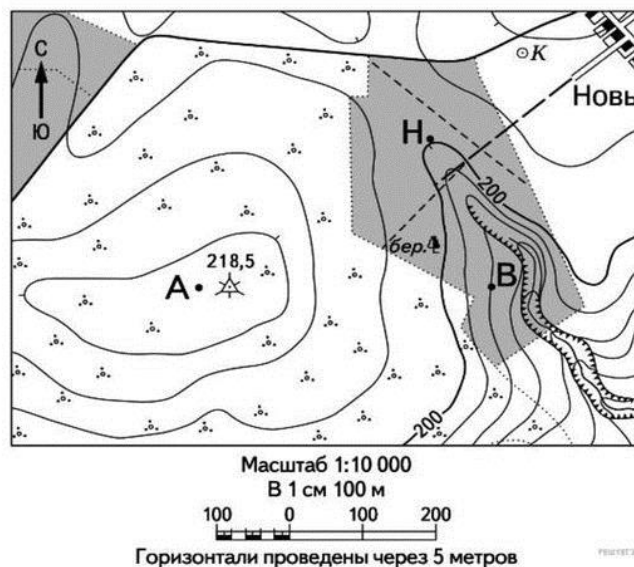 С
Ю
К
Новы
Н
200
бер.
218,5
А
В
200
Масштаб 1:10 000
В 1 см 100 м
100 0 100 200
Горизонтали проведены через 5 метров